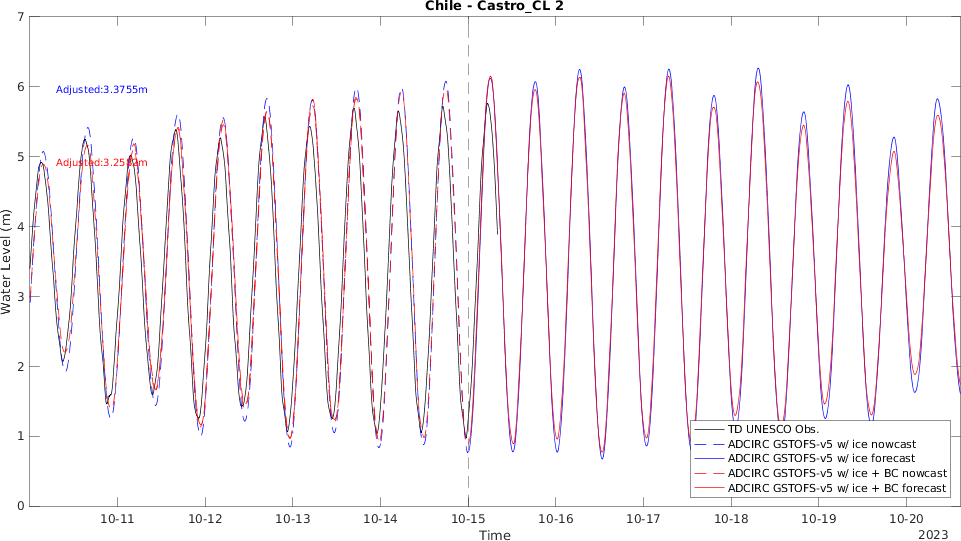 Chile - Castro_CL 2
Water Level (m)
7
6
5
4
3
2
1
0
Adjusted:3.3755m
TD UNESCO Obs.
ADCIRC GSTOFS-v5 w/ ice nowcast
ADCIRC GSTOFS-v5 w/ ice forecast
ADCIRC GSTOFS-v5 w/ ice + BC nowcast
ADCIRC GSTOFS-v5 w/ ice + BC forecast
10-11 10-12 10-13 10-14 10-15 10-16 10-17 10-18 10-19 10-20
2023
Time